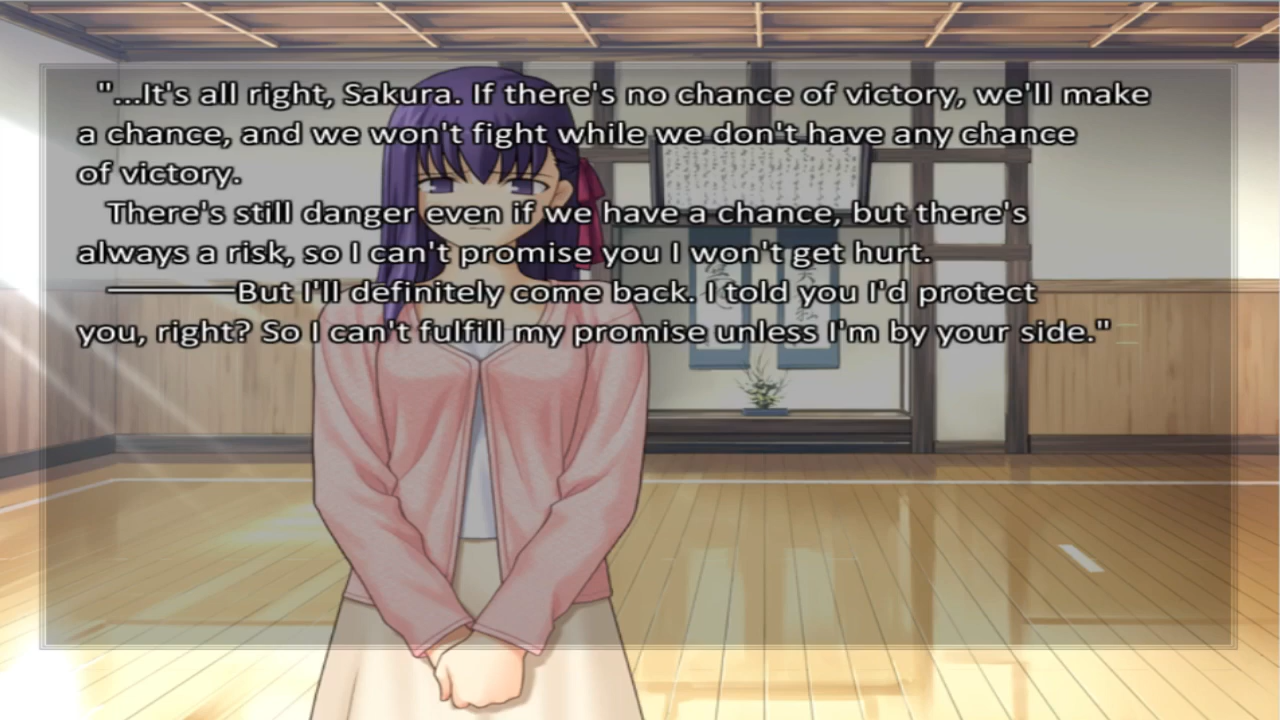 "...It's all right, Sakura. If there's no chance of victory, we'll make
a chance, and we won't fight while we don't have any chance
of victory.
There's still danger even if we have a chance, but there's
always a risk, so I can't promise you I won't get hurt.
————But I'll definitely come back. I told you I'd protect
you, right? So I can't fulfill my promise unless I'm by your side."